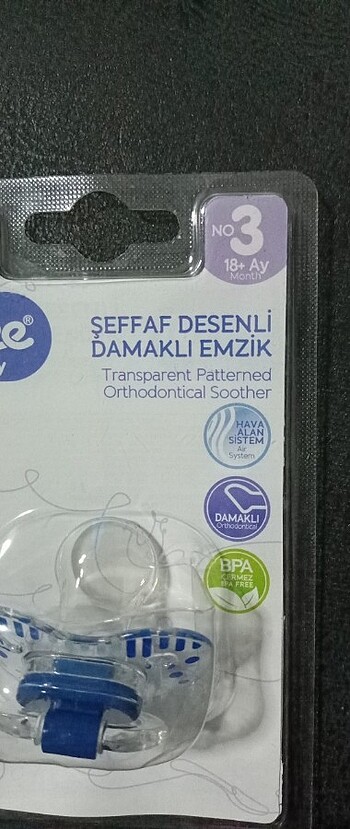 NO 3
18+ Ay
Month
ee®
y
ŞEFFAF DESENLİ
DAMAKLI EMZİK
Transparent Patterned
Orthodontical Soother
HAVA
ALAN
SİSTEM
Air
System
DAMAKLI
Orthodontical
BPA
İÇERMEZ
BPA FREE